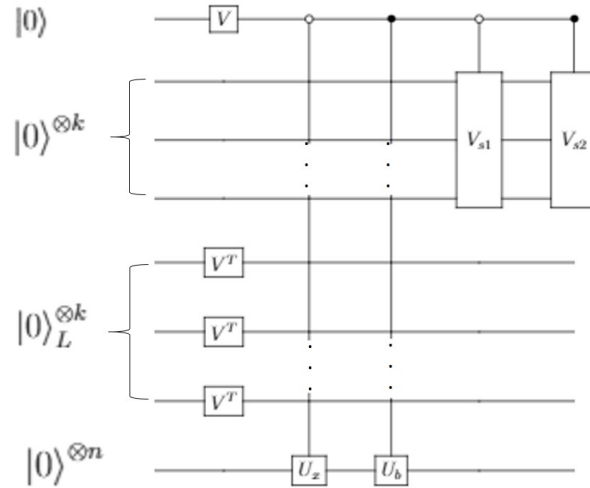 |0⟩ V
|0⟩^{⊗k} V_{s1} V_{s2}
V^T
|0⟩_L^{⊗k} V^T
V^T
|0⟩^{⊗n} U_x U_b